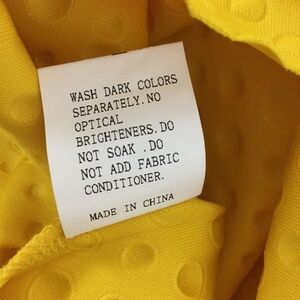 WASH DARK COLORS
SEPARATELY.NO
OPTICAL
BRIGHTENERS.DO
NOT SOAK .DO
NOT ADD FABRIC
CONDITIONER.
MADE IN CHINA